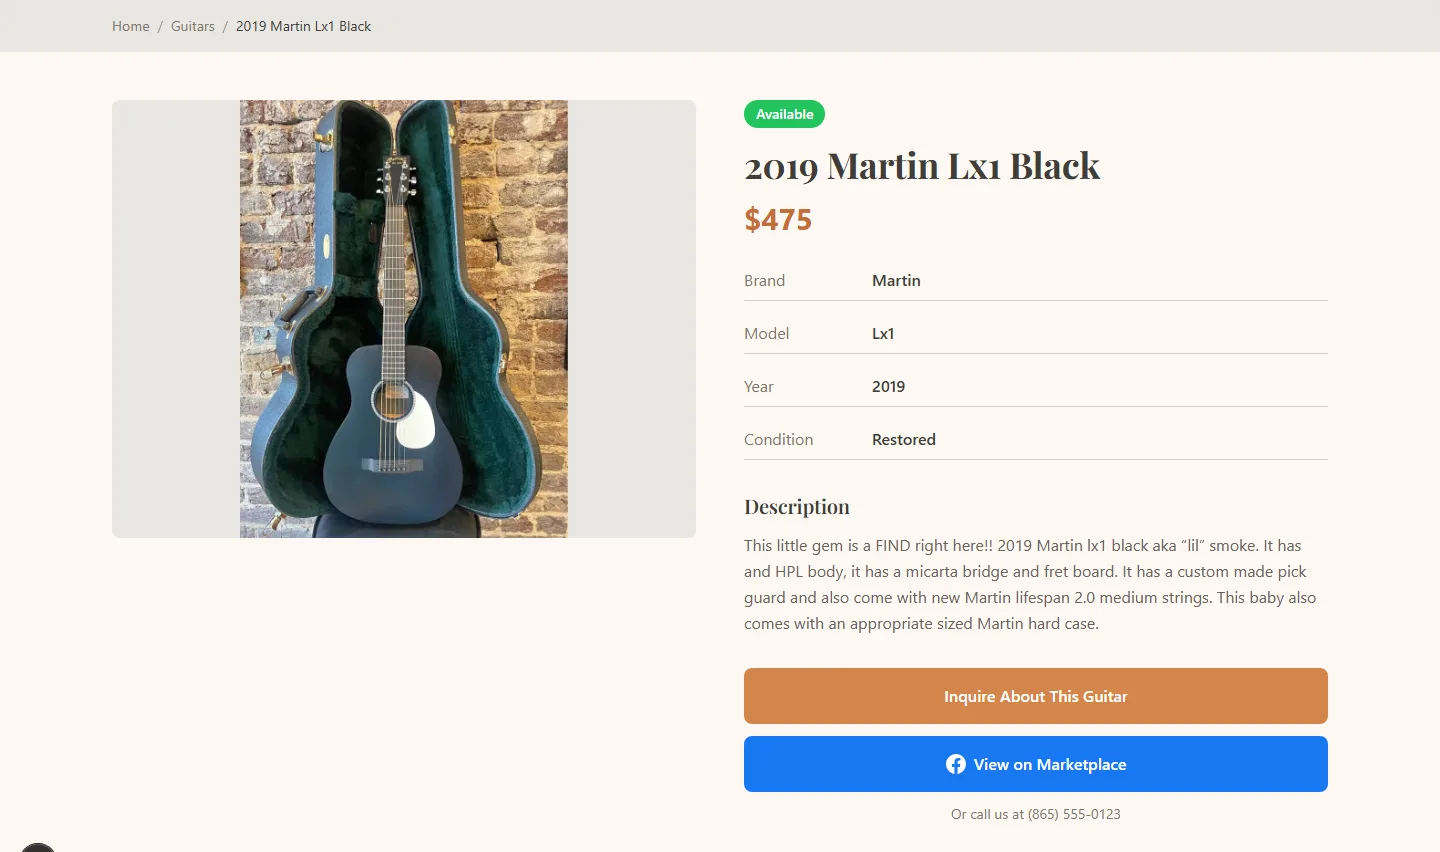 Home / Guitars / 2019 Martin Lx1 Black
Available
2019 Martin Lx1 Black
$475
Brand Martin
Model Lx1
Year 2019
Condition Restored
Description
This little gem is a FIND right here!! 2019 Martin lx1 black aka “lil” smoke. It has
and HPL body, it has a micarta bridge and fret board. It has a custom made pick
guard and also come with new Martin lifespan 2.0 medium strings. This baby also
comes with an appropriate sized Martin hard case.
Inquire About This Guitar
View on Marketplace
Or call us at (865) 555-0123